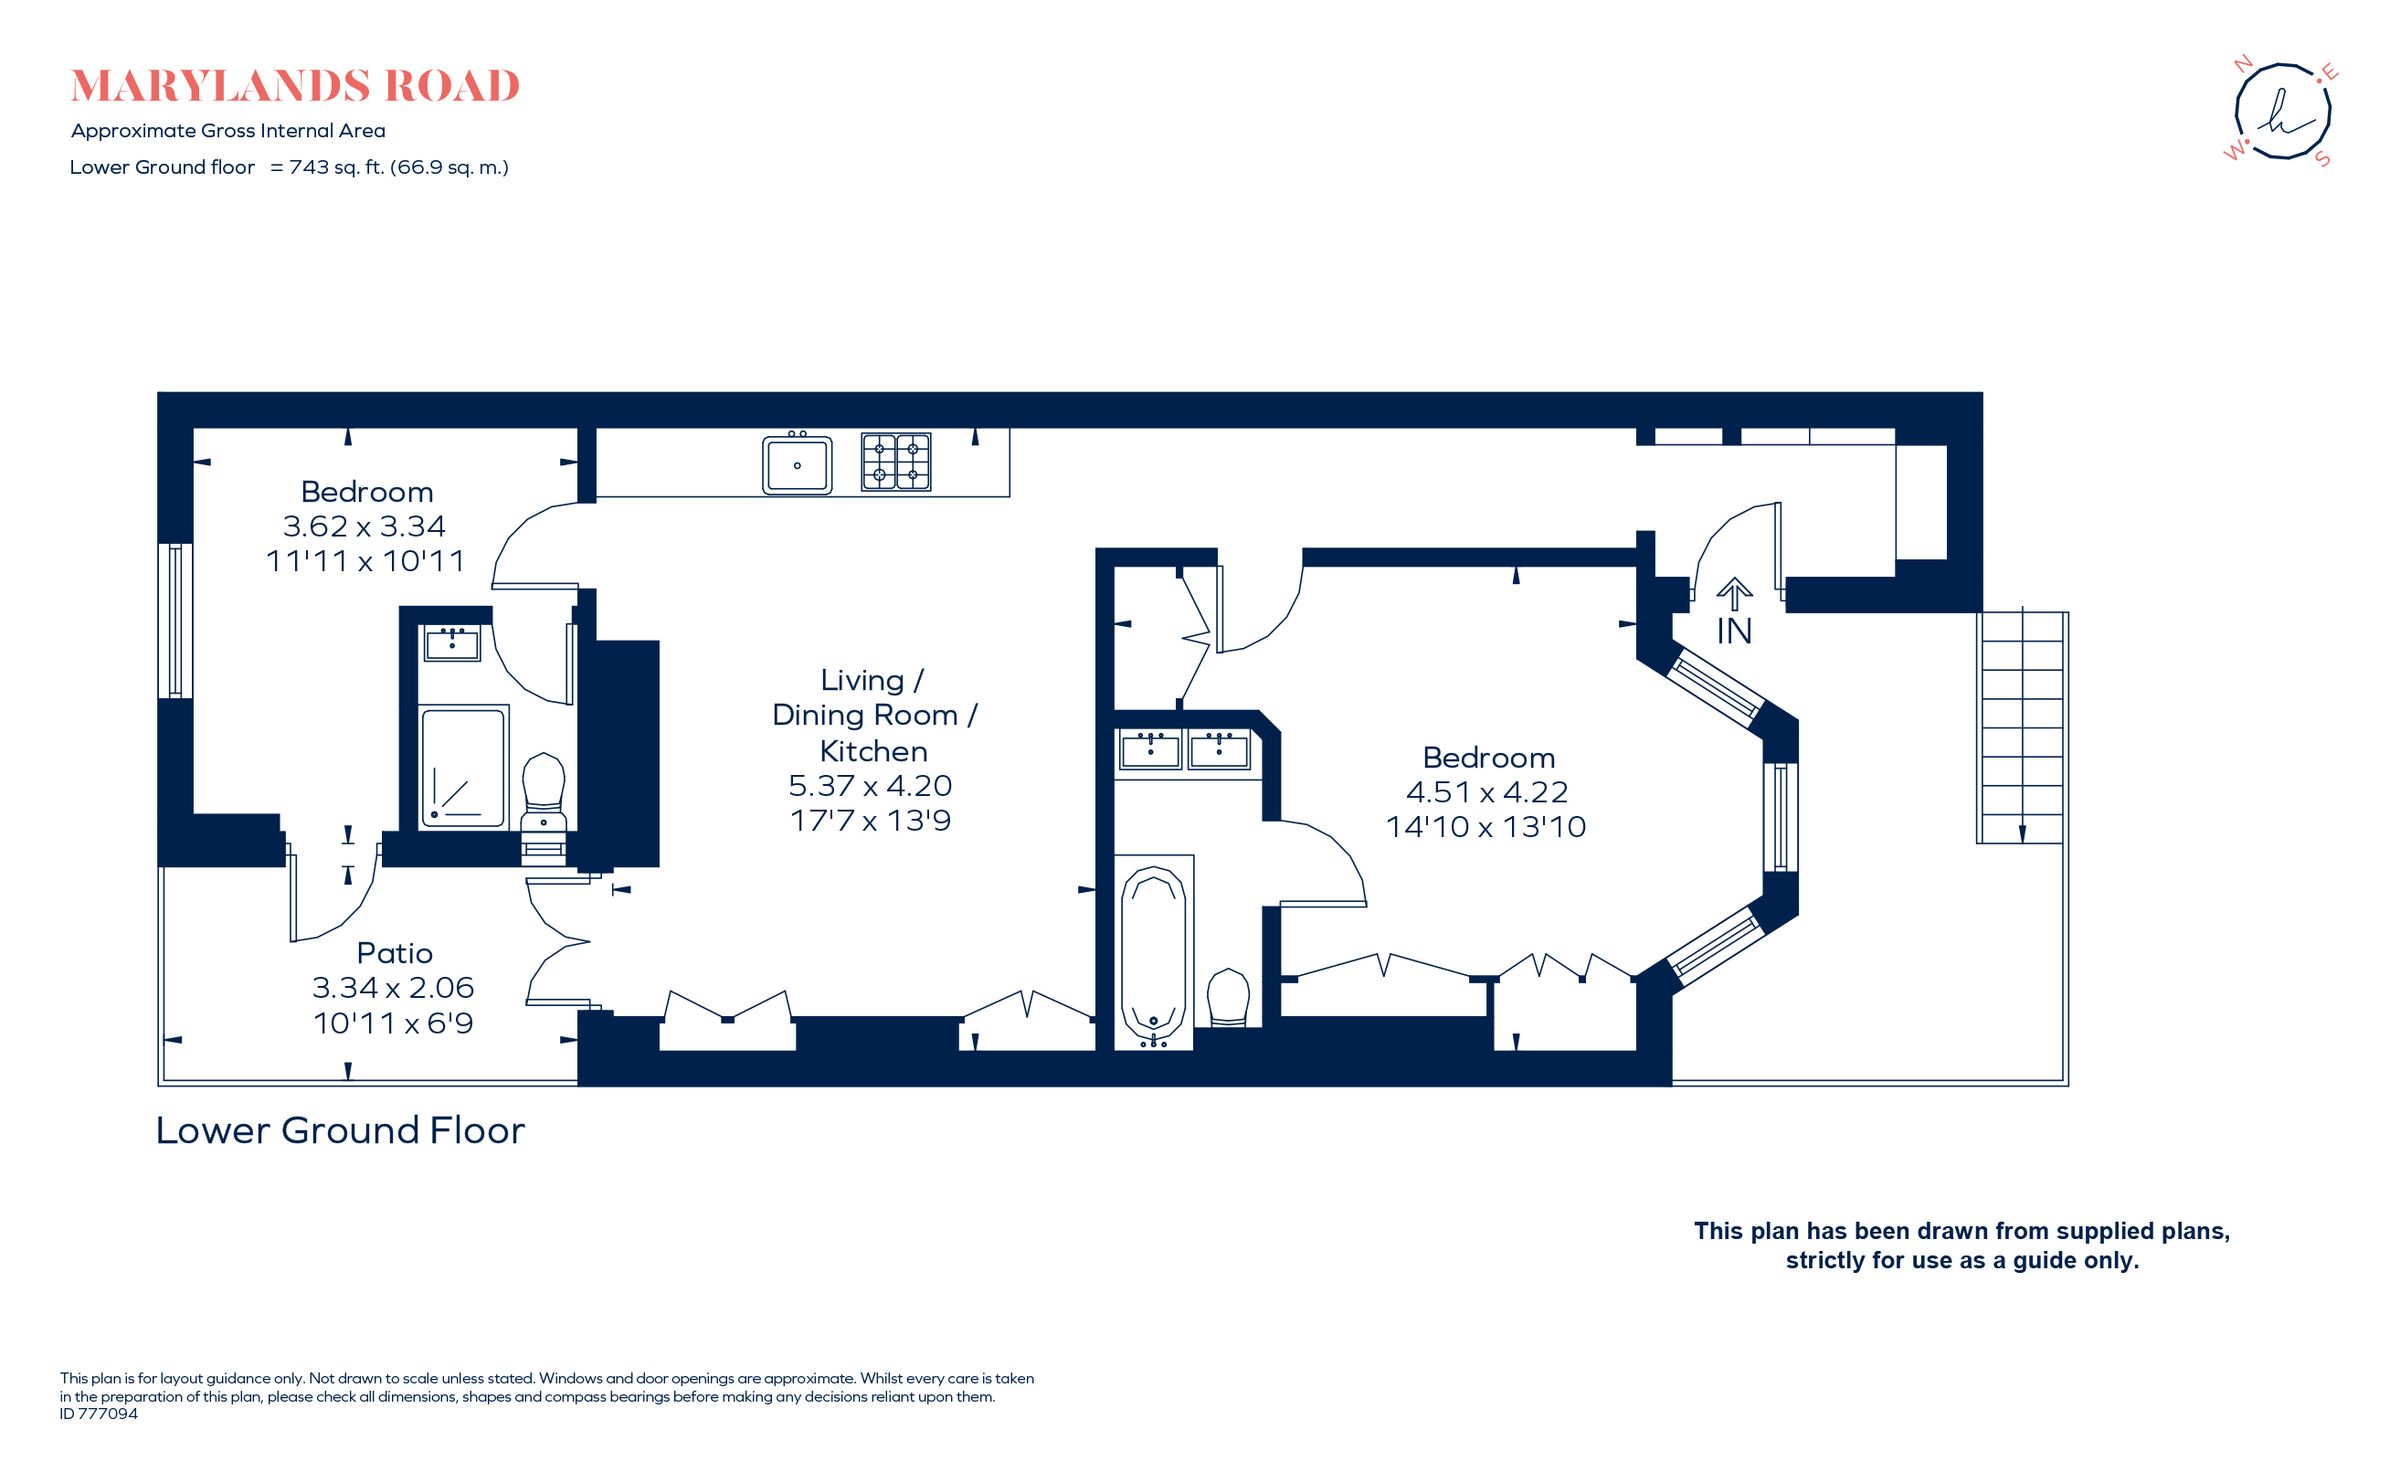 MARYLANDS ROAD
Approximate Gross Internal Area
Lower Ground floor = 743 sq. ft. (66.9 sq. m.)
N
E
W
S
h
Bedroom
3.62 x 3.34
11'11 x 10'11
Living /
Dining Room /
Kitchen
5.37 x 4.20
17'7 x 13'9
IN
Bedroom
4.51 x 4.22
14'10 x 13'10
Patio
3.34 x 2.06
10'11 x 6'9
Lower Ground Floor
This plan has been drawn from supplied plans,
strictly for use as a guide only.
This plan is for layout guidance only. Not drawn to scale unless stated. Windows and door openings are approximate. Whilst every care is taken
in the preparation of this plan, please check all dimensions, shapes and compass bearings before making any decisions reliant upon them.
ID 777094